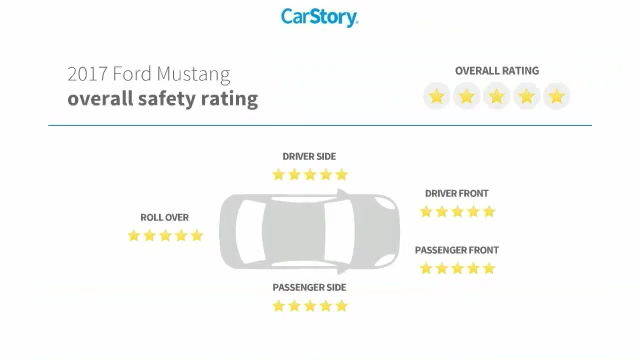 CarStory.
2017 Ford Mustang
overall safety rating
OVERALL RATING
DRIVER SIDE
DRIVER FRONT
ROLL OVER
PASSENGER FRONT
PASSENGER SIDE